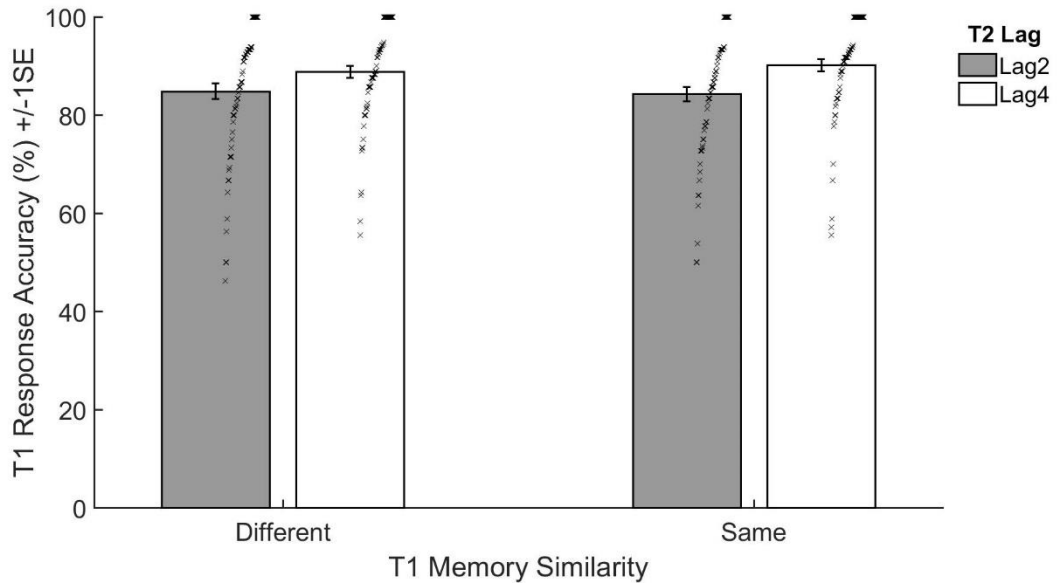 100
80
60
40
20
0
T1 Response Accuracy (%) +/-1SE
Different
Same
T1 Memory Similarity
T2 Lag
Lag2
Lag4